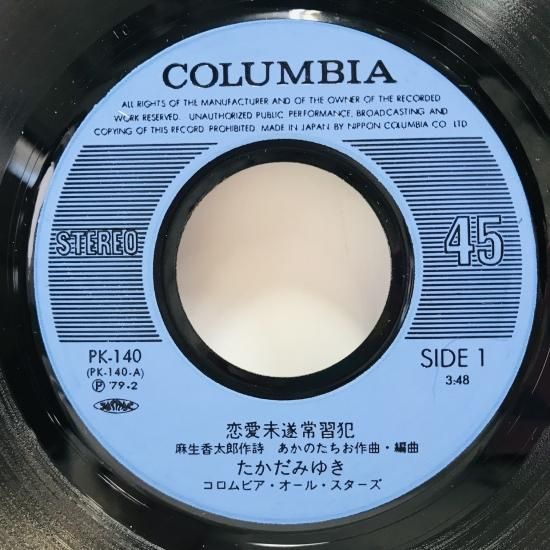 COLUMBIA
ALL RIGHTS OF THE MANUFACTURER AND OF THE OWNER OF THE RECORDED
WORK RESERVED. UNAUTHORIZED PUBLIC PERFORMANCE, BROADCASTING AND
COPYING OF THIS RECORD PROHIBITED MADE IN JAPAN BY NIPPON COLUMBIA CO LTD
STEREO
45
PK-140
(PK-140-A)
Ⓟ '79.2
SIDE 1
3:48
恋愛未遂常習犯
麻生香太郎作詩 あかのたちお作曲・編曲
たかだみゆき
コロムビア・オール・スターズ